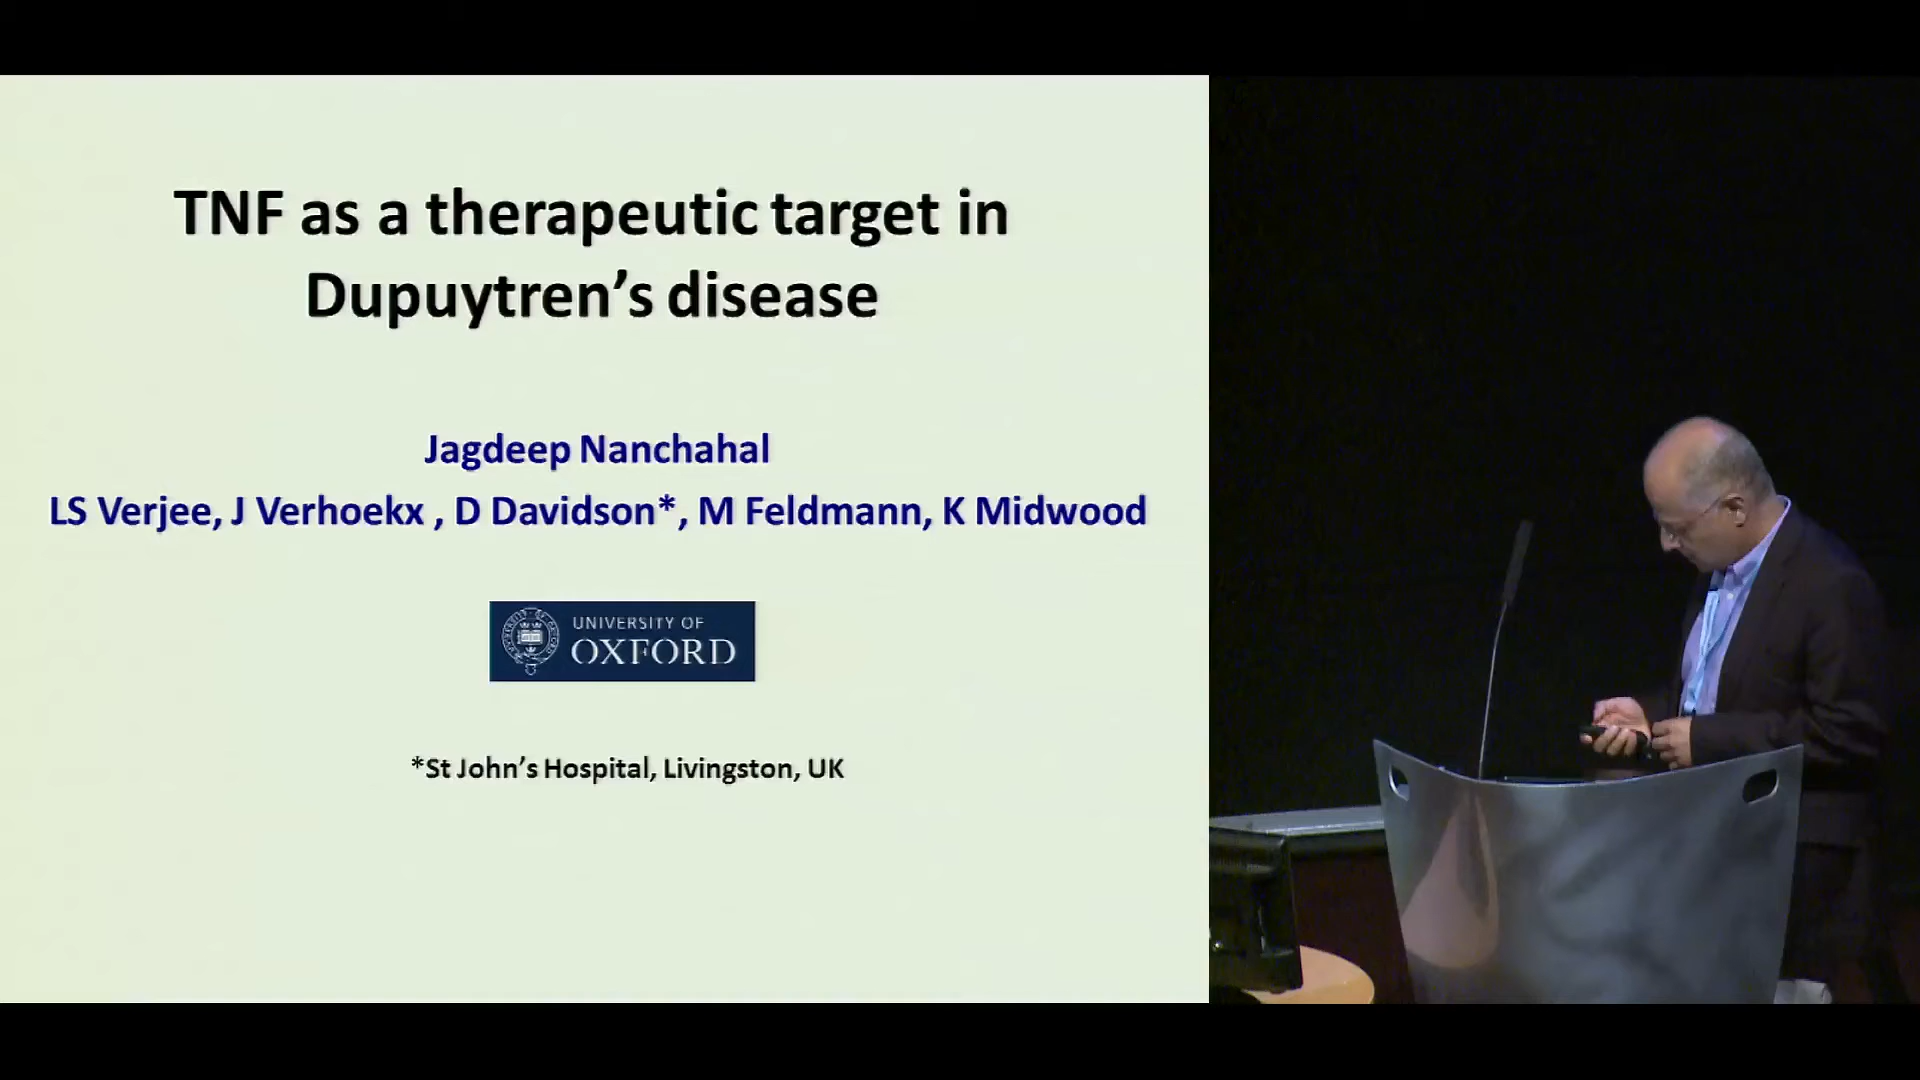 TNF as a therapeutic target in
Dupuytren's disease
Jagdeep Nanchahal
LS Verjee, J Verhoekx , D Davidson*, M Feldmann, K Midwood
UNIVERSITY OF
OXFORD
*St John's Hospital, Livingston, UK